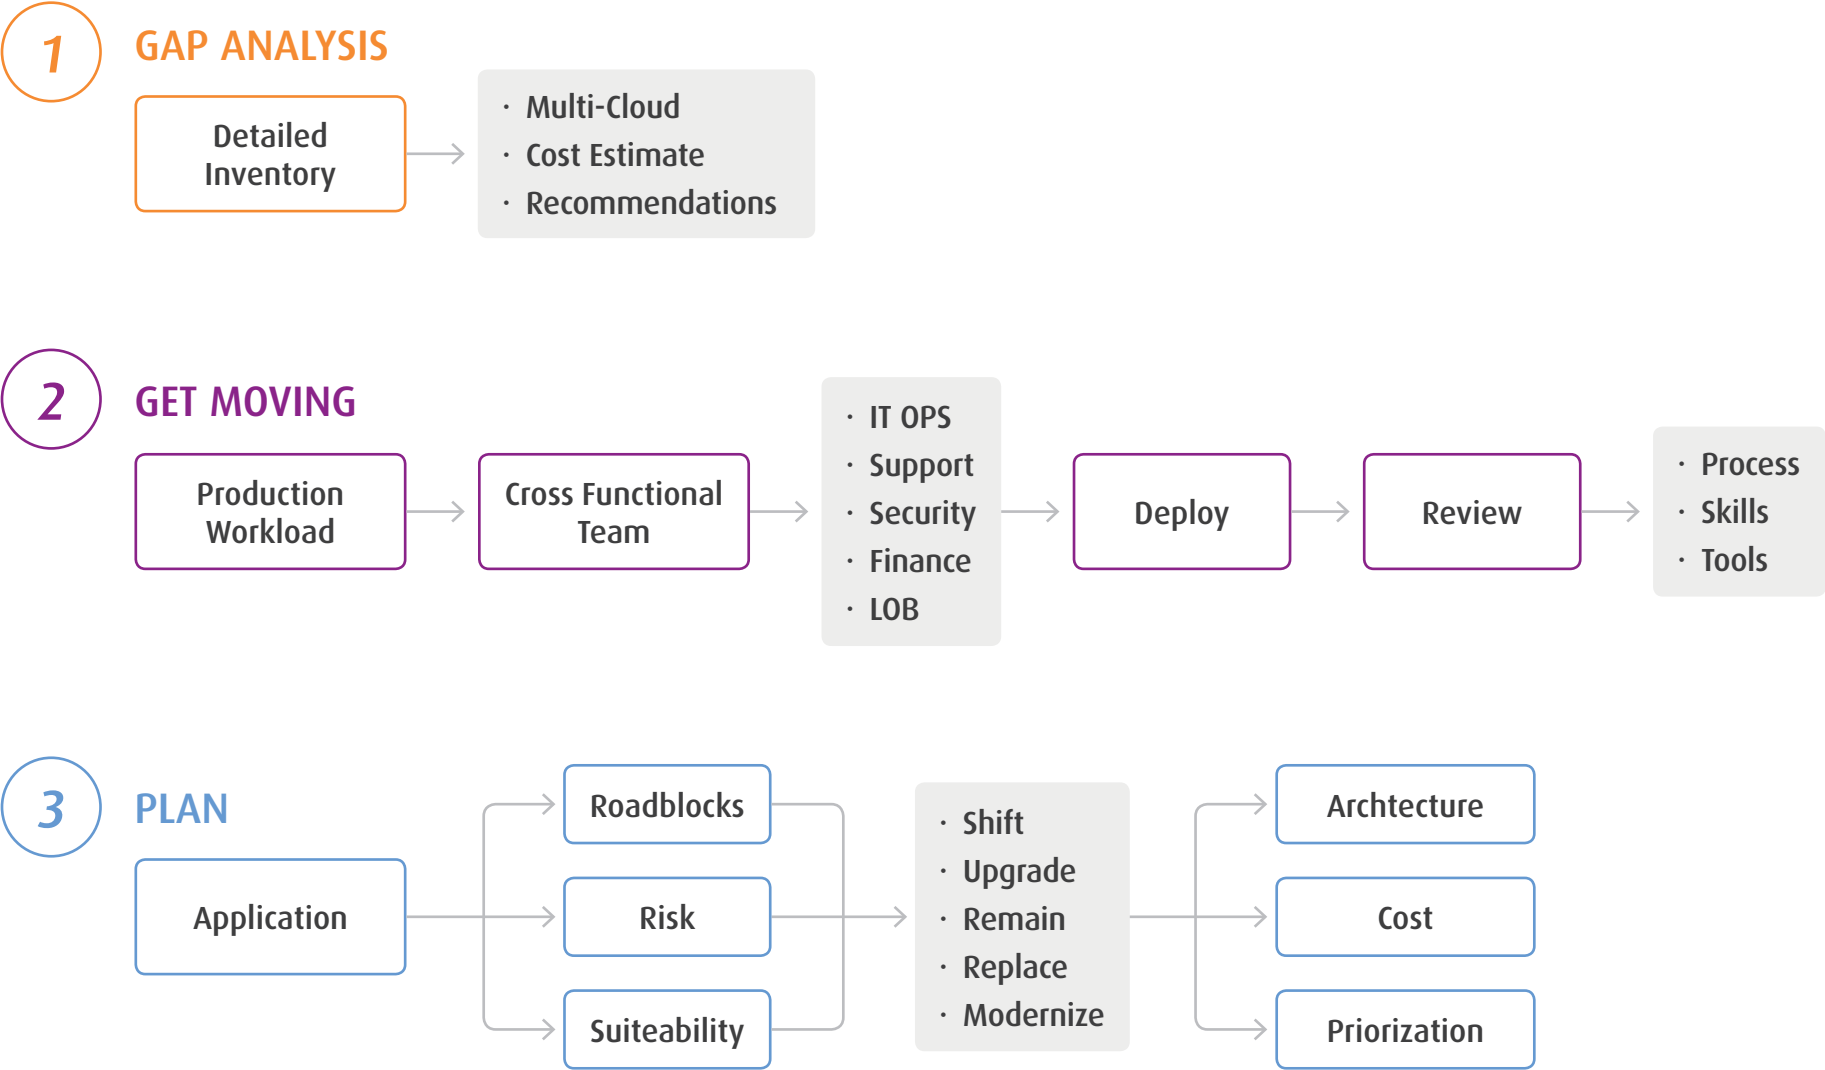 1
GAP ANALYSIS
Detailed
Inventory
· Multi-Cloud
· Cost Estimate
· Recommendations
2
GET MOVING
Production
Workload
Cross Functional
Team
· IT OPS
· Support
· Security
· Finance
· LOB
Deploy
Review
· Process
· Skills
· Tools
3
PLAN
Application
Roadblocks
Risk
Suiteability
· Shift
· Upgrade
· Remain
· Replace
· Modernize
Archtecture
Cost
Priorization